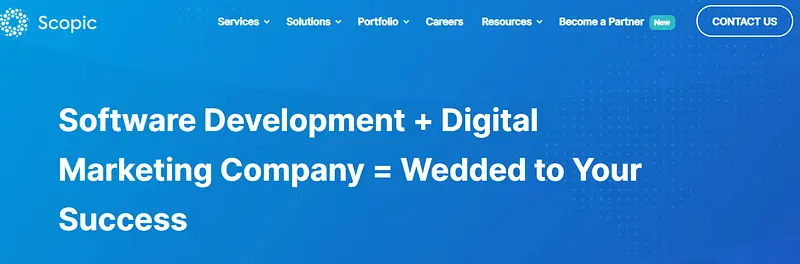 Scopic
Services
Solutions
Portfolio
Careers
Resources
Become a Partner
New
CONTACT US
Software Development + Digital
Marketing Company = Wedded to Your
Success